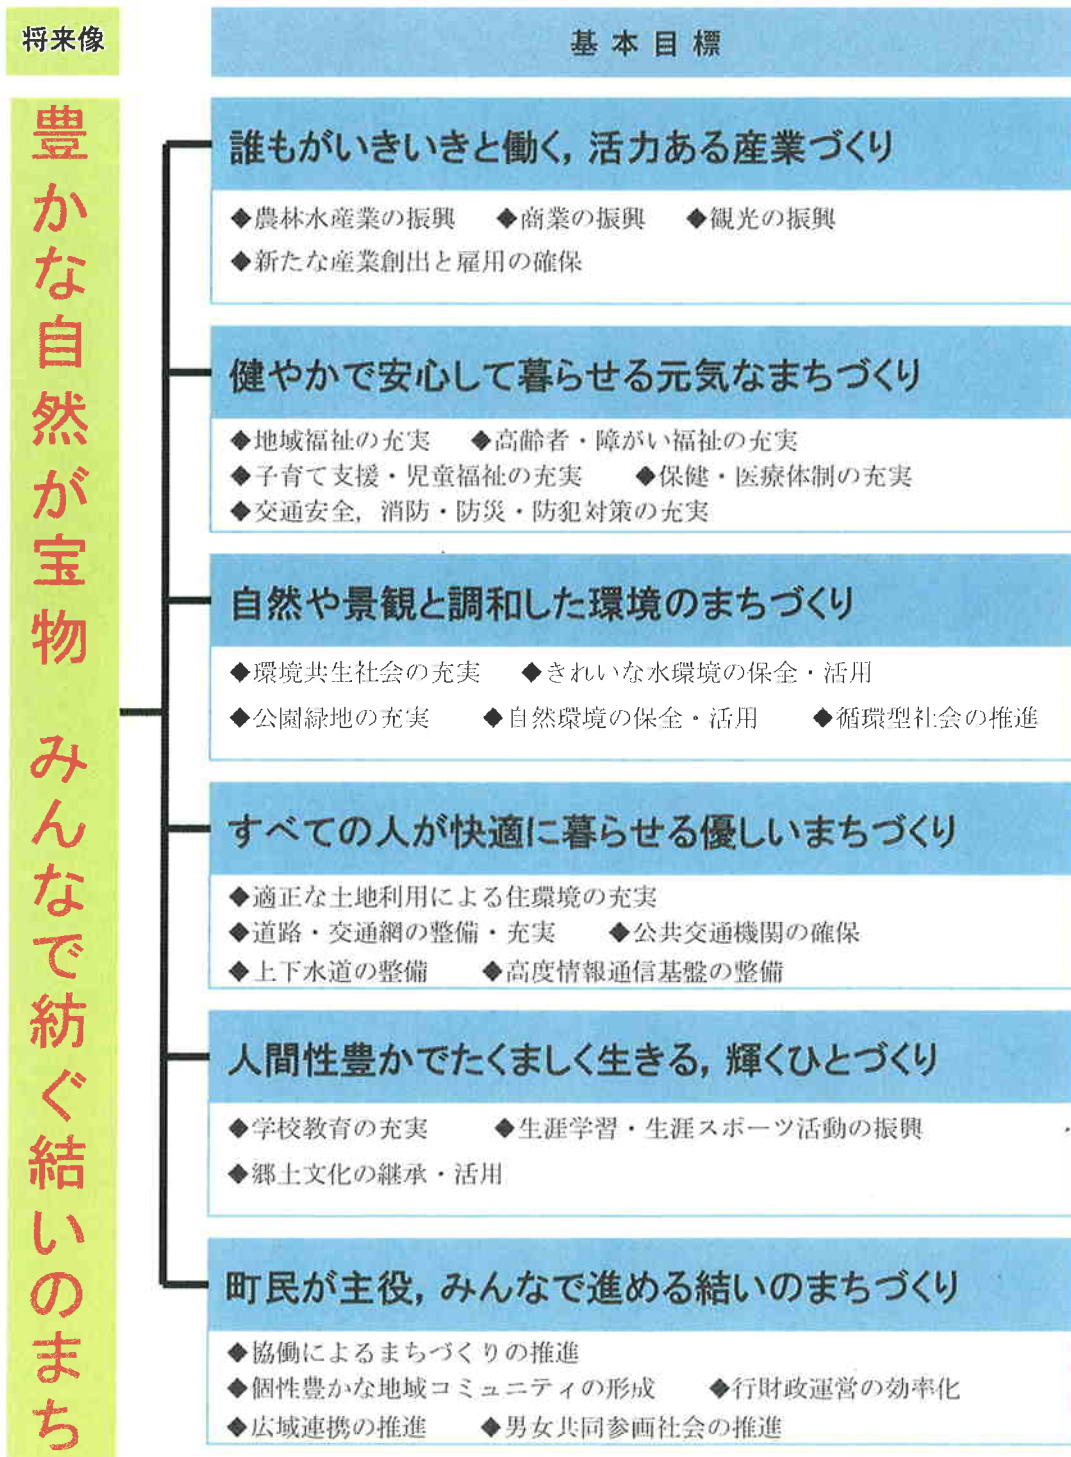 将来像
基本目標
豊かな自然が宝物 みんなで紡ぐ結いのまち
誰もがいきいきと働く，活力ある産業づくり
◆農林水産業の振興 ◆商業の振興 ◆観光の振興
◆新たな産業創出と雇用の確保
健やかで安心して暮らせる元気なまちづくり
◆地域福祉の充実 ◆高齢者・障がい福祉の充実
◆子育て支援・児童福祉の充実 ◆保健・医療体制の充実
◆交通安全，消防・防災・防犯対策の充実
自然や景観と調和した環境のまちづくり
◆環境共生社会の充実 ◆きれいな水環境の保全・活用
◆公園緑地の充実 ◆自然環境の保全・活用 ◆循環型社会の推進
すべての人が快適に暮らせる優しいまちづくり
◆適正な土地利用による住環境の充実
◆道路・交通網の整備・充実 ◆公共交通機関の確保
◆上下水道の整備 ◆高度情報通信基盤の整備
人間性豊かでたくましく生きる，輝くひとづくり
◆学校教育の充実 ◆生涯学習・生涯スポーツ活動の振興
◆郷土文化の継承・活用
町民が主役，みんなで進める結いのまちづくり
◆協働によるまちづくりの推進
◆個性豊かな地域コミュニティの形成 ◆行財政運営の効率化
◆広域連携の推進 ◆男女共同参画社会の推進